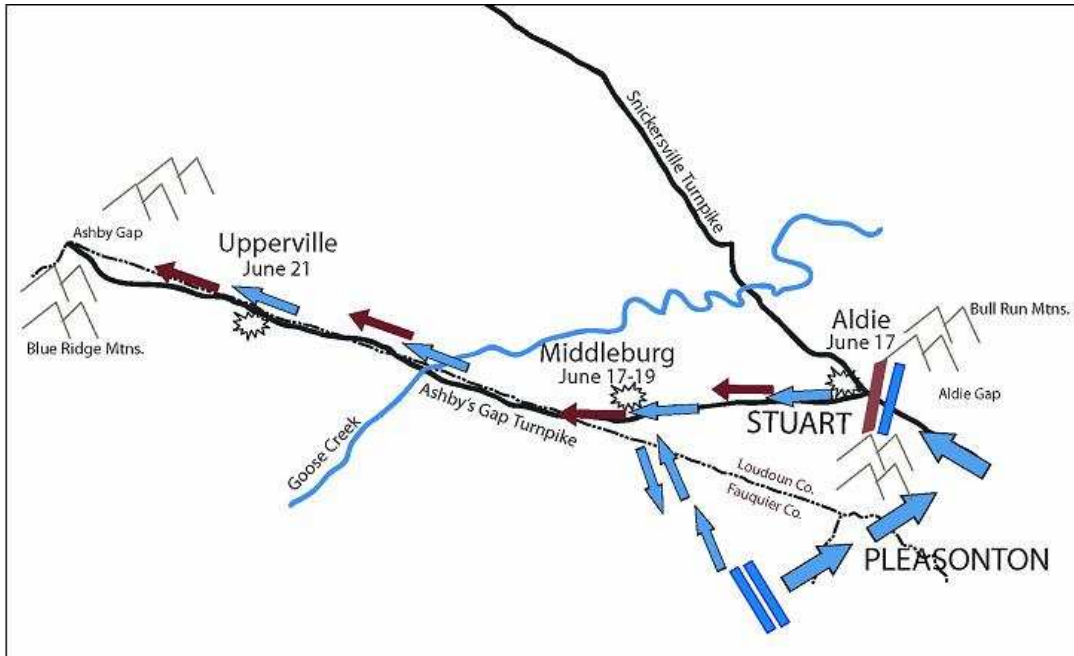 Snickersville Turnpike
Ashby Gap
Upperville
June 21
Blue Ridge Mtns.
Bull Run Mtns.
Aldie
June 17
Middleburg
June 17-19
Aldie Gap
Ashby's Gap Turnpike
STUART
Goose Creek
Loudoun Co.
Fauquier Co.
PLEASONTON